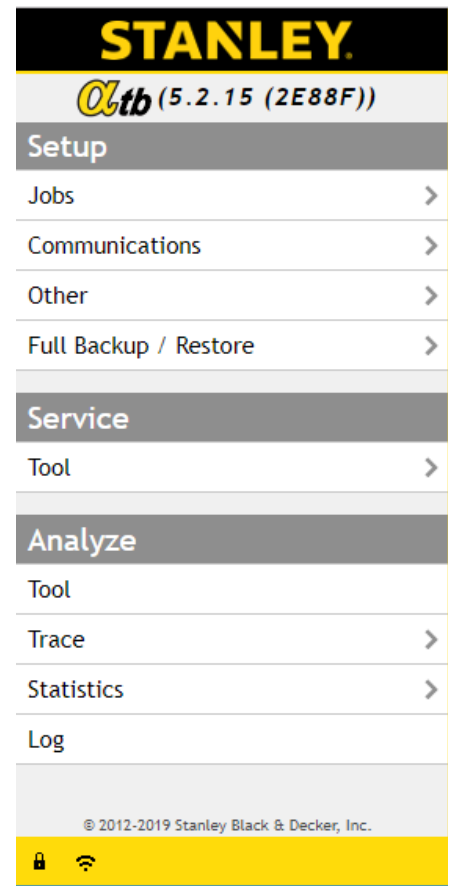 STANLEY.
αtb (5.2.15 (2E88F))
Setup
Jobs
Communications
Other
Full Backup / Restore
Service
Tool
Analyze
Tool
Trace
Statistics
Log
© 2012-2019 Stanley Black & Decker, Inc.